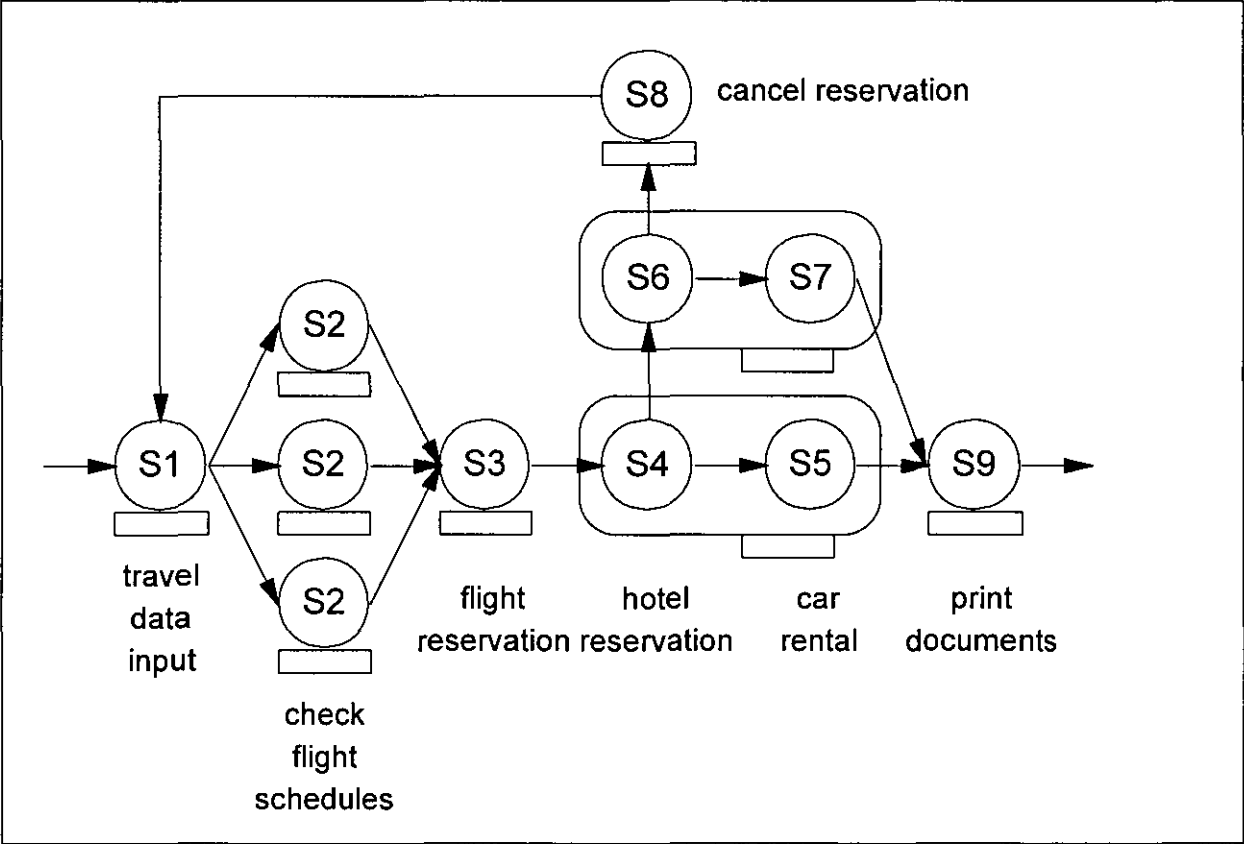 S8
cancel reservation
S6
S7
S2
S1
S2
S3
S4
S5
S9
S2
travel
data
input
check
flight
schedules
flight
reservation
hotel
reservation
car
rental
print
documents